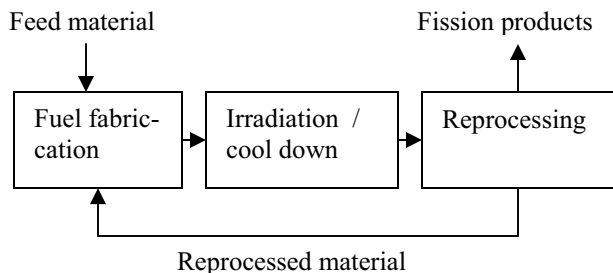 Feed material
Fission products
Fuel fabric-
cation
Irradiation /
cool down
Reprocessing
Reprocessed material